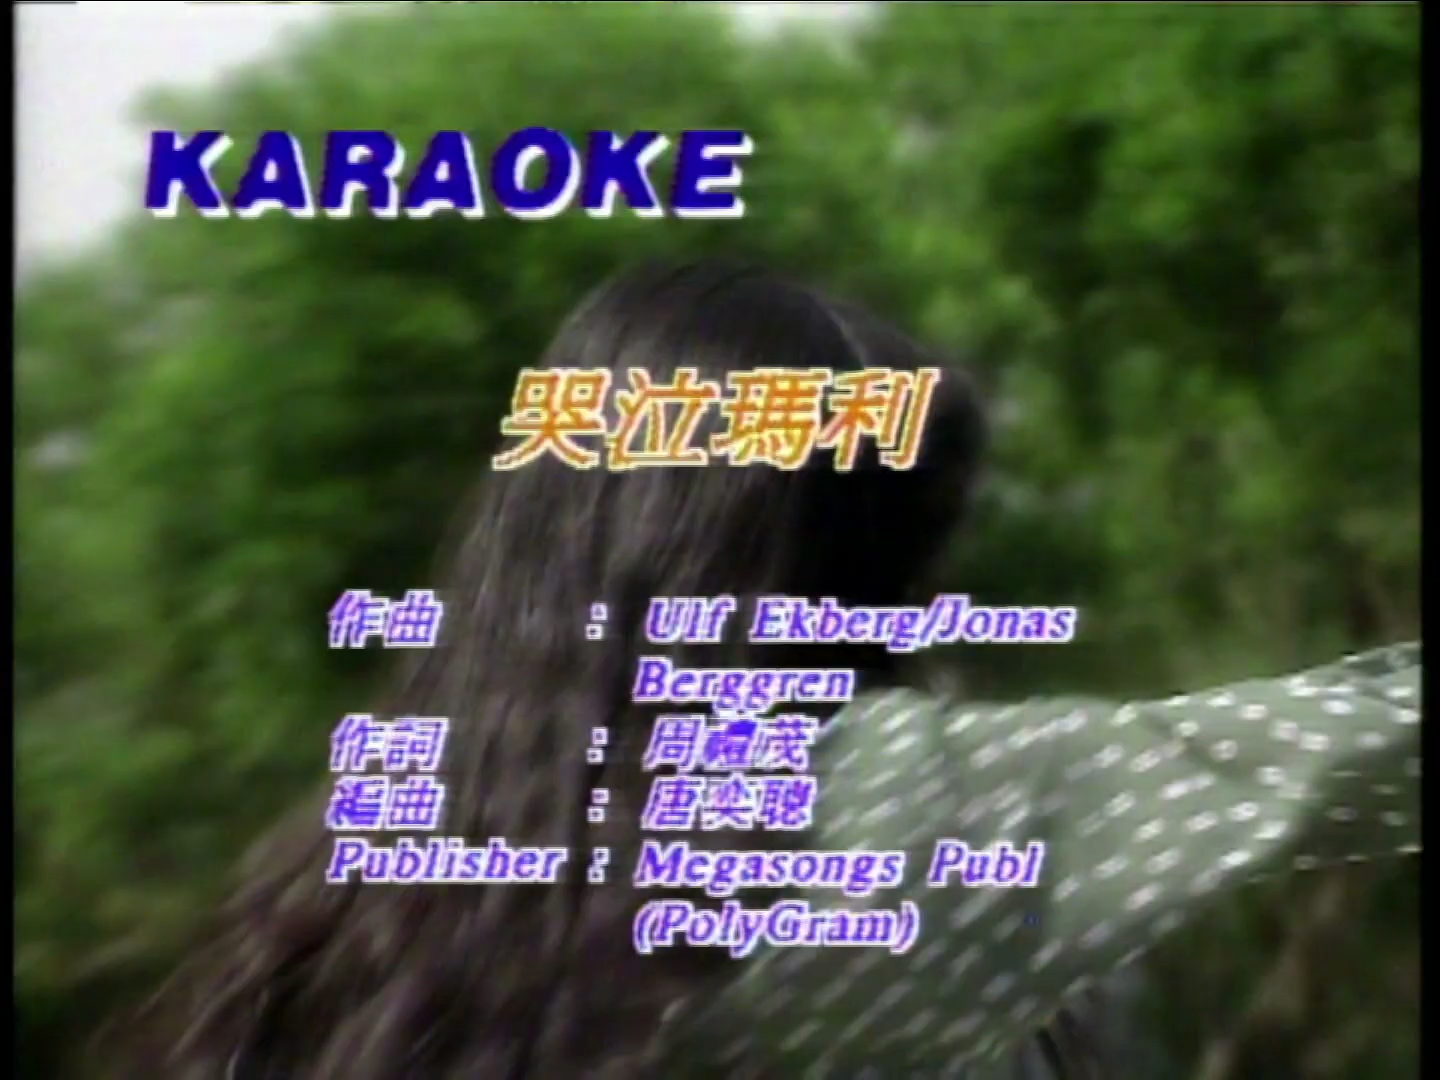 KARAOKE
哭泣瑪利
作曲 : Ulf Ekberg/Jonas
Berggren
作詞 : 周禮茂
編曲 : 唐奕聰
Publisher : Megasongs Publ
(PolyGram)